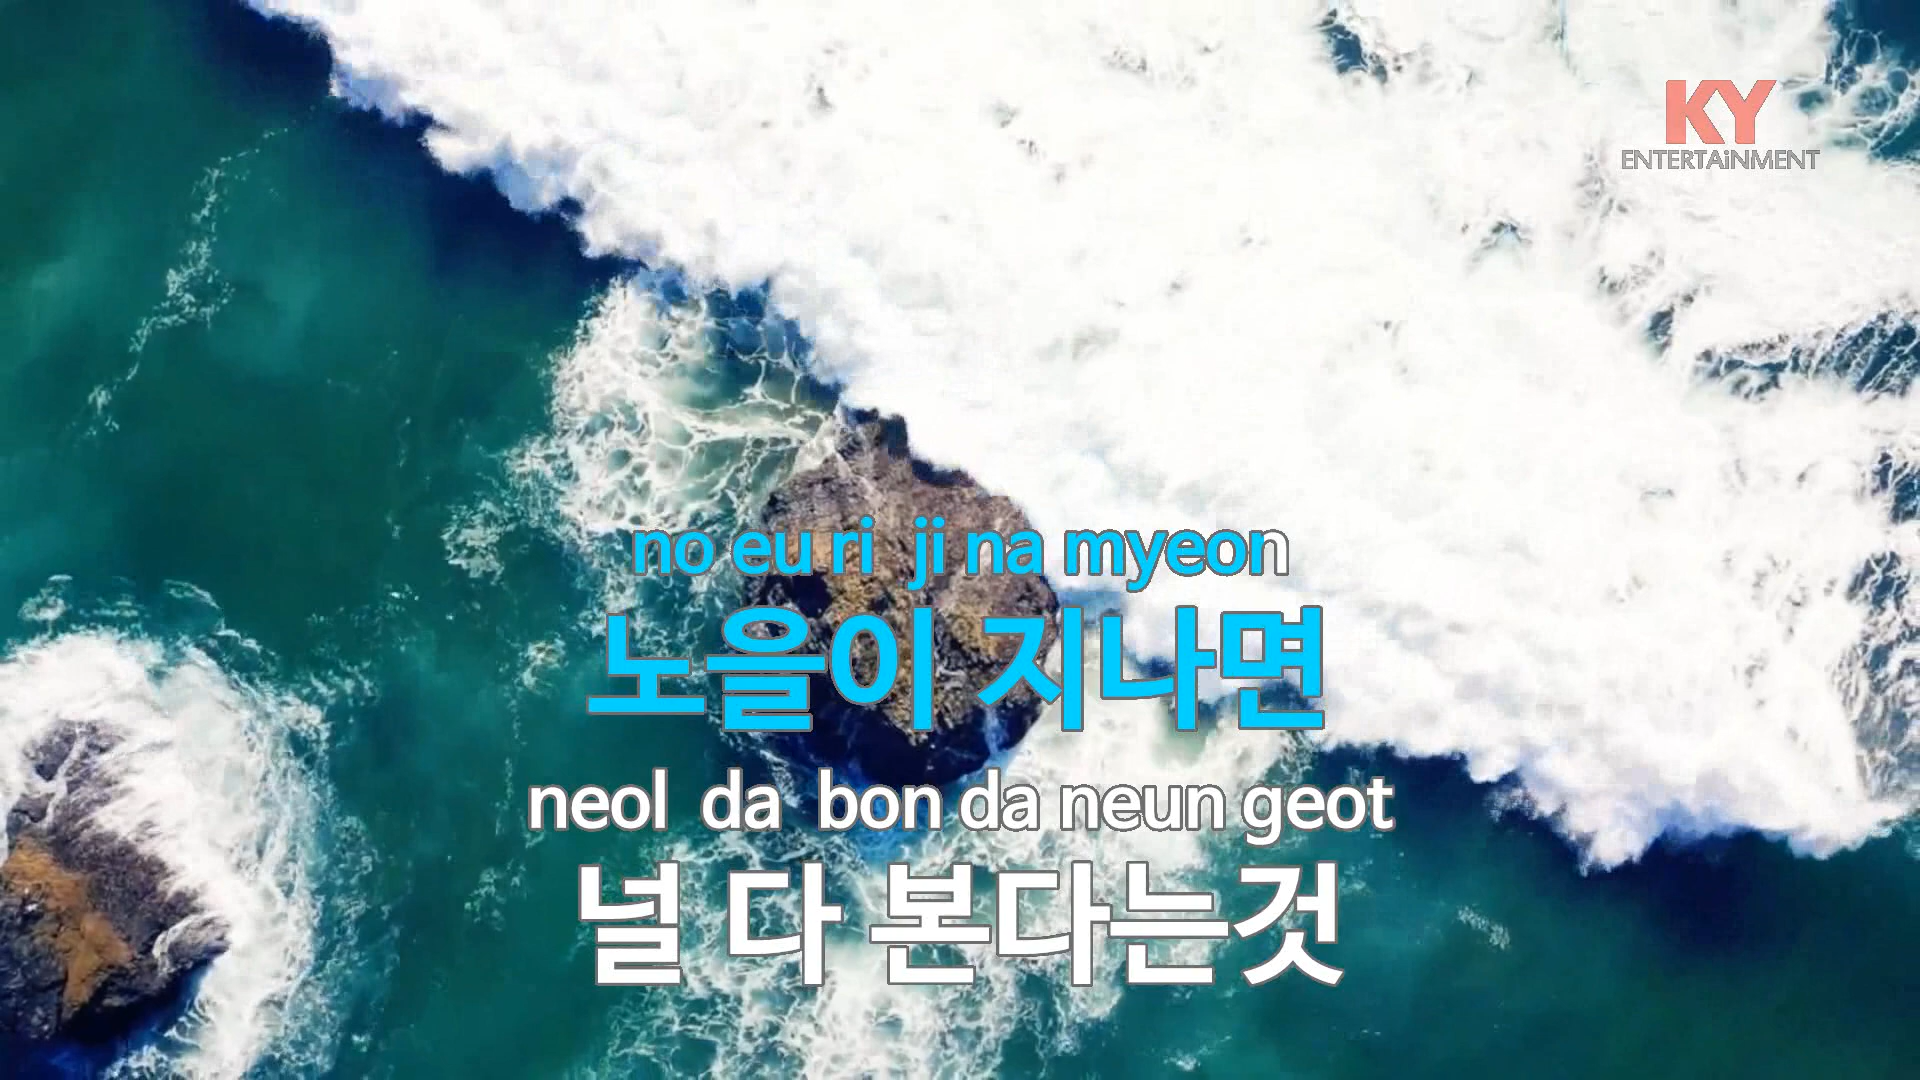 KY
ENTERTAiNMENT
no eu ri ji na myeon
노을이 지나면
neol da bon da neun geot
널 다 본다는것